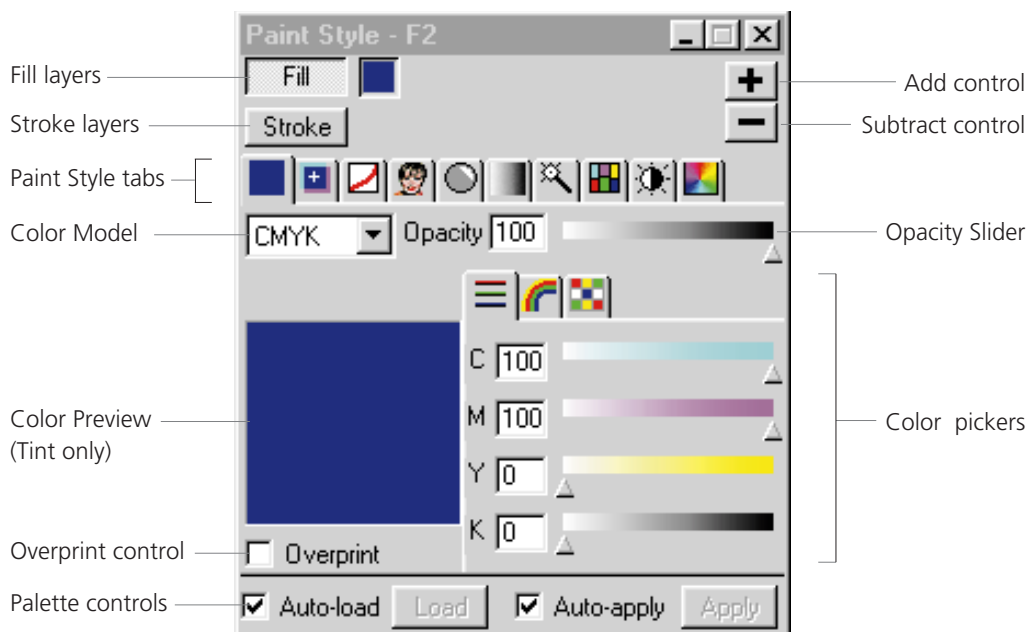 Paint Style - F2
Fill layers
Fill
Add control
Stroke layers
Stroke
Subtract control
Paint Style tabs
Color Model
CMYK
Opacity 100
Opacity Slider
C 100
M 100
Color Preview
(Tint only)
Color pickers
Y 0
K 0
Overprint control
Overprint
Palette controls
Auto-load
Load
Auto-apply
Apply